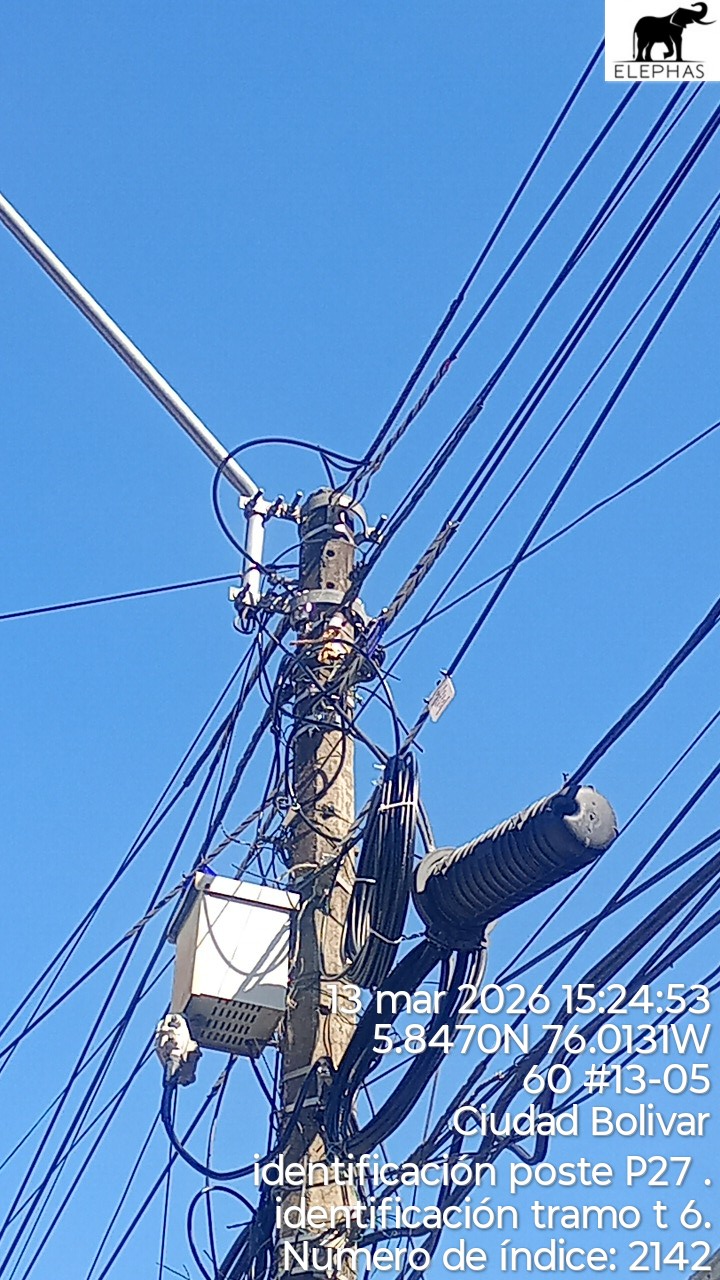 ELEPHAS
13 mar 2026 15:24:53
5.8470N 76.0131W
60 #13-05
Ciudad Bolivar
identificación poste P27 .
identificación tramo t 6.
Número de índice: 2142